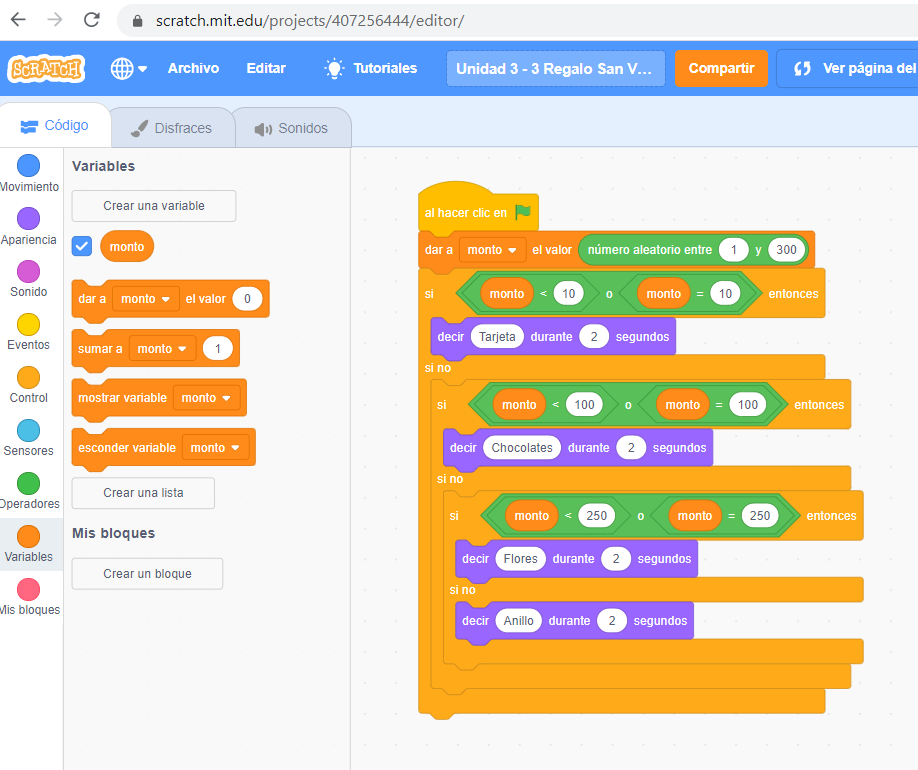 scratch.mit.edu/projects/407256444/editor/
SCRATCH Archivo Editar Tutoriales Unidad 3 - 3 Regalo San V... Compartir Ver página del
Código Disfraces Sonidos
Movimiento
Apariencia
Sonido
Eventos
Control
Sensores
Operadores
Variables
Mis bloques
Variables
Crear una variable
monto
dar a monto el valor 0
sumar a monto 1
mostrar variable monto
esconder variable monto
Crear una lista
Mis bloques
Crear un bloque
al hacer clic en
dar a monto el valor número aleatorio entre 1 y 300
si monto < 10 o monto = 10 entonces
decir Tarjeta durante 2 segundos
si no
si monto < 100 o monto = 100 entonces
decir Chocolates durante 2 segundos
si no
si monto < 250 o monto = 250 entonces
decir Flores durante 2 segundos
si no
decir Anillo durante 2 segundos